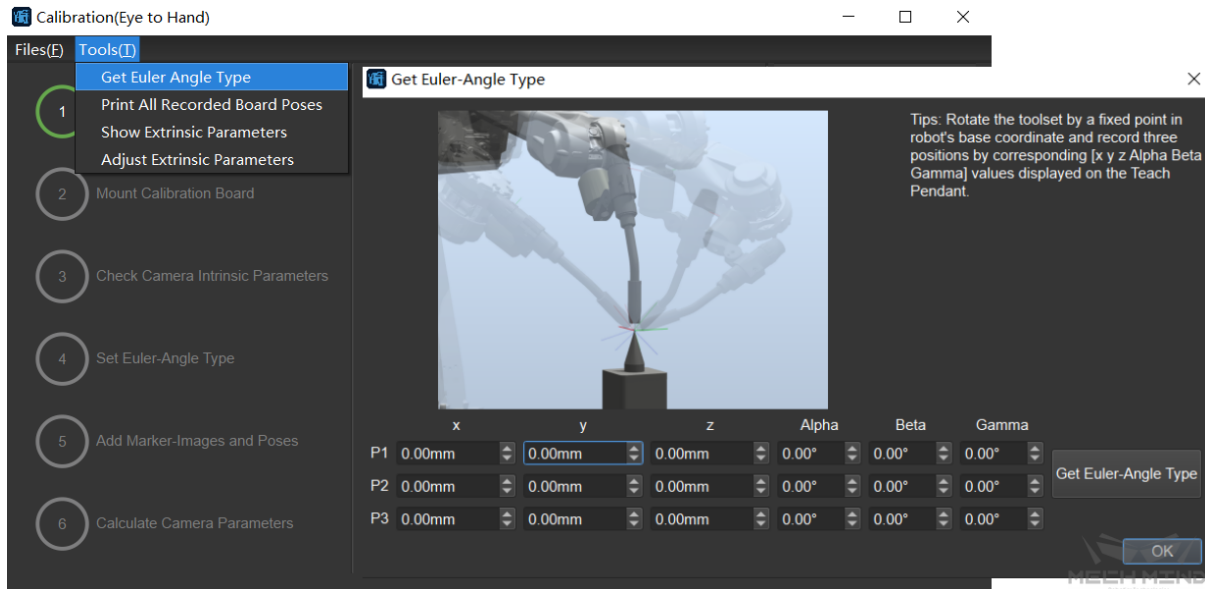 Calibration(Eye to Hand)
Files(F) Tools(T)
Get Euler Angle Type
Print All Recorded Board Poses
Show Extrinsic Parameters
Adjust Extrinsic Parameters
1
2 Mount Calibration Board
3 Check Camera Intrinsic Parameters
4 Set Euler-Angle Type
5 Add Marker-Images and Poses
6 Calculate Camera Parameters
Get Euler-Angle Type
Tips: Rotate the toolset by a fixed point in
robot's base coordinate and record three
positions by corresponding [x y z Alpha Beta
Gamma] values displayed on the Teach
Pendant.
x y z Alpha Beta Gamma
P1 0.00mm 0.00mm 0.00mm 0.00° 0.00° 0.00°
P2 0.00mm 0.00mm 0.00mm 0.00° 0.00° 0.00°
P3 0.00mm 0.00mm 0.00mm 0.00° 0.00° 0.00°
Get Euler-Angle Type
OK
MECH MIND